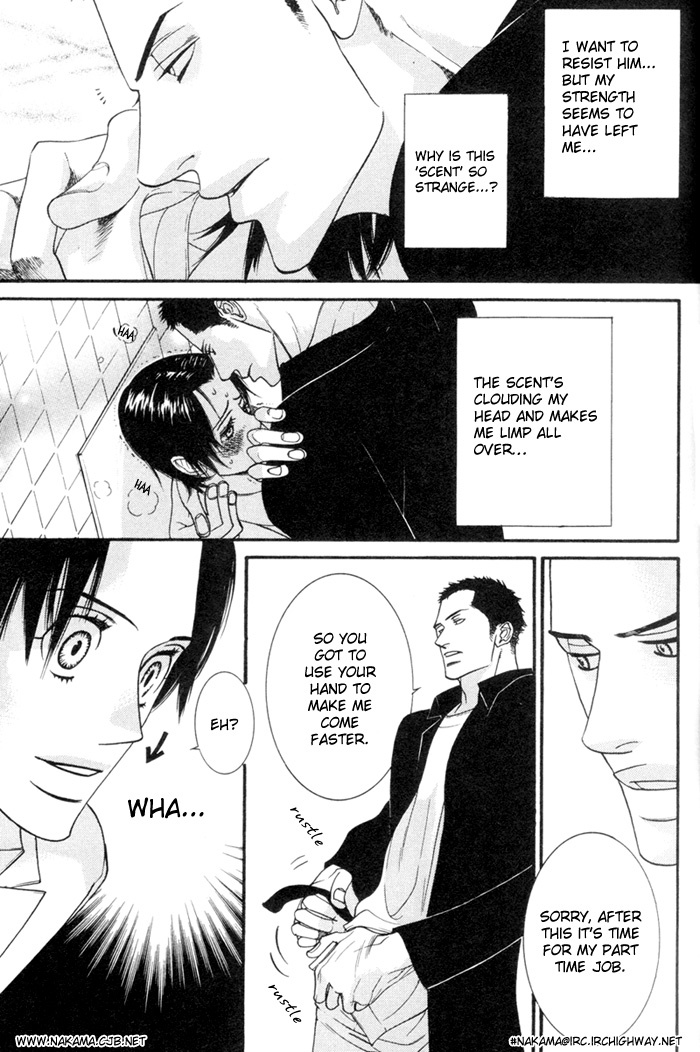 I WANT TO
RESIST HIM...
BUT MY
STRENGTH
SEEMS TO
HAVE LEFT
ME...
WHY IS THIS
'SCENT' SO
STRANGE...?
HAA
THE SCENT'S
CLOUDING MY
HEAD AND MAKES
ME LIMP ALL
OVER...
HAA
SORRY, AFTER
THIS IT'S TIME
FOR MY PART
TIME JOB.
SO YOU
GOT TO
USE YOUR
HAND TO
MAKE ME
COME
FASTER.
rustle
rustle
EH?
WHA...
WWW.NAKAMA.CJB.NET
#NAKAMA@IRC.IRCHIGHWAY.NET